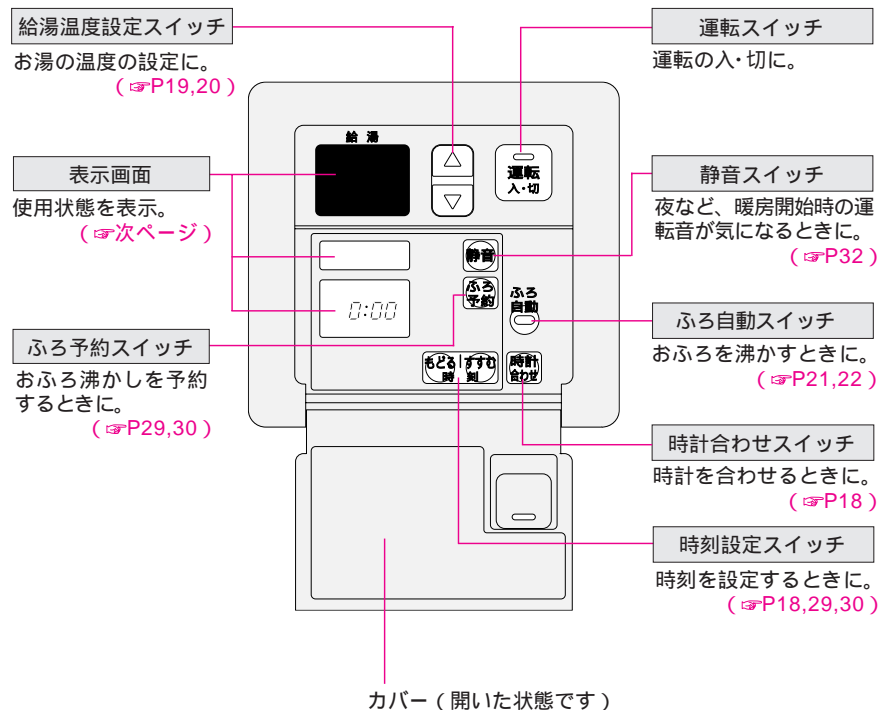 給湯温度設定スイッチ
お湯の温度の設定に。
(☞P19,20)
表示画面
使用状態を表示。
(☞次ページ)
ふろ予約スイッチ
おふろ沸かしを予約
するときに。
(☞P29,30)
給湯
△
▽
運転
入・切
静音
ふろ
予約
0:00
ふろ
自動
もどる すすむ
時刻
時計
合わせ
運転スイッチ
運転の入・切に。
静音スイッチ
夜など、暖房開始時の運
転音が気になるときに。
(☞P32)
ふろ自動スイッチ
おふろを沸かすときに。
(☞P21,22)
時計合わせスイッチ
時計を合わせるときに。
(☞P18)
時刻設定スイッチ
時刻を設定するときに。
(☞P18,29,30)
カバー(開いた状態です)